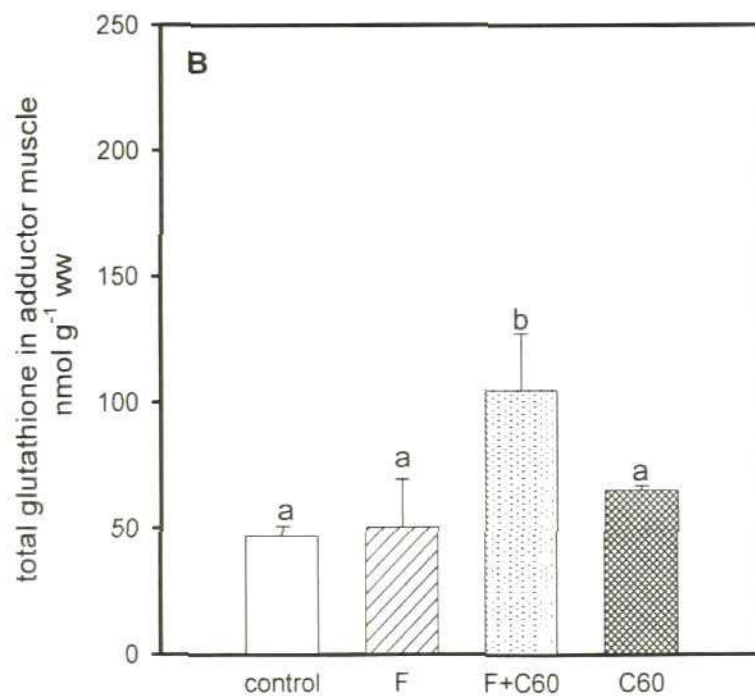 B
total glutathione in adductor muscle
nmol g⁻¹ ww
250
200
150
100
50
0
a
a
b
a
control
F
F+C60
C60